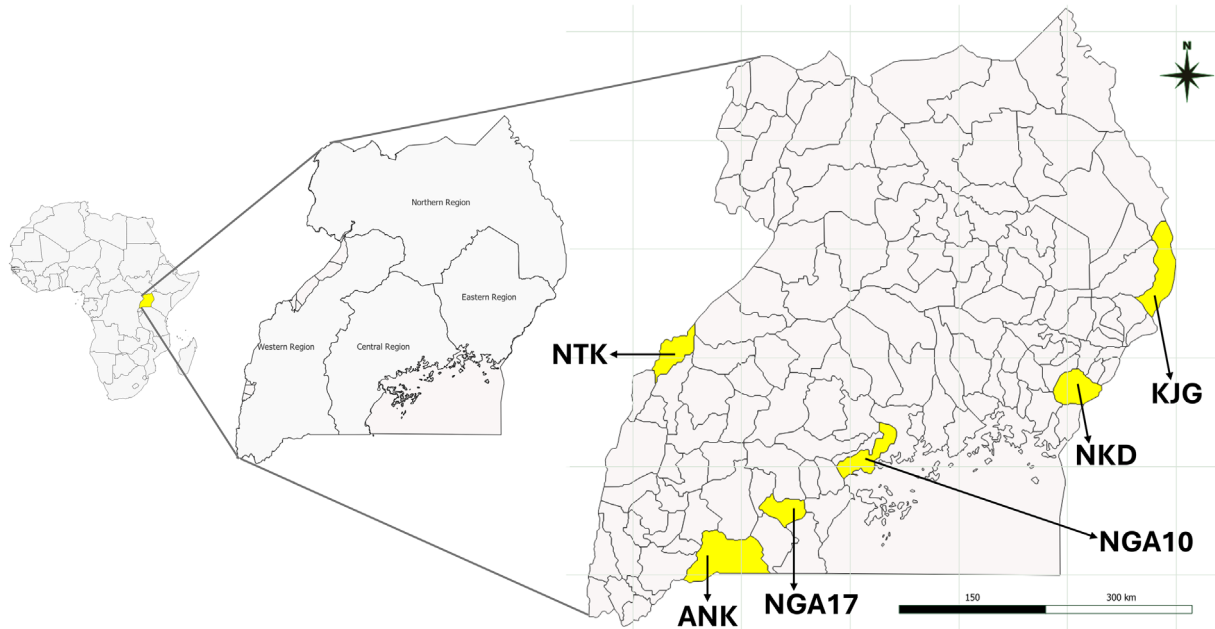 N
Northern Region
Eastern Region
Western Region
Central Region
NTK
KJG
NKD
NGA10
ANK
NGA17
150
300 km